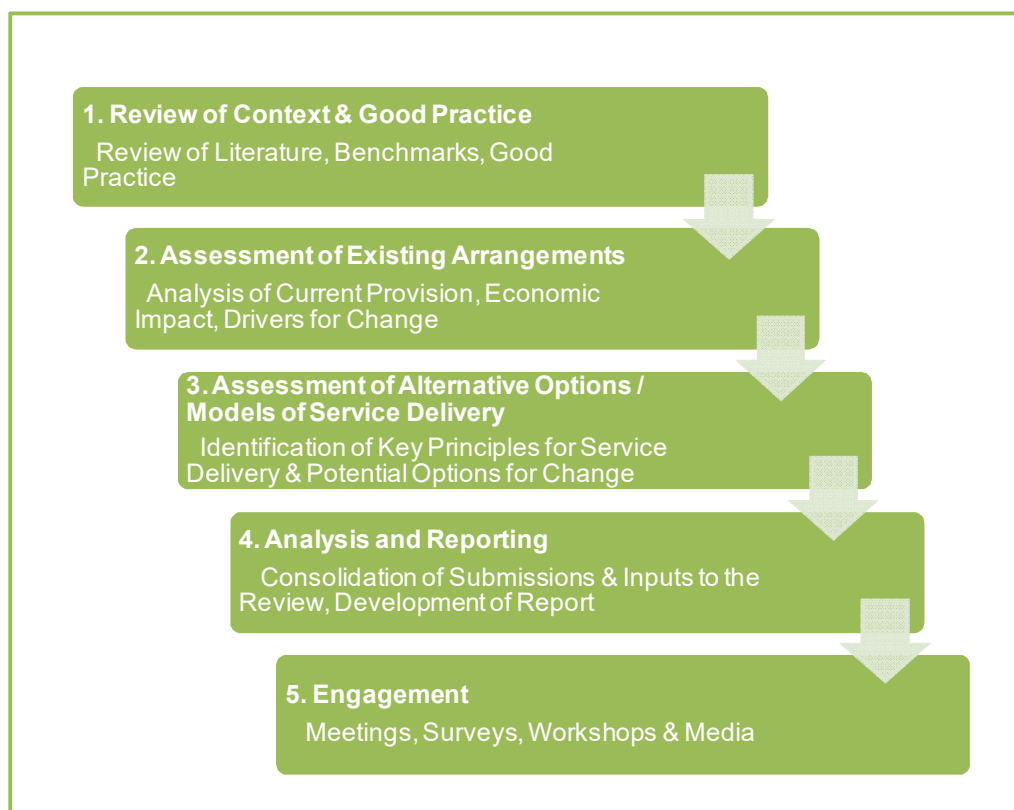 1. Review of Context & Good Practice
Review of Literature, Benchmarks, Good
Practice
2. Assessment of Existing Arrangements
Analysis of Current Provision, Economic
Impact, Drivers for Change
3. Assessment of Alternative Options /
Models of Service Delivery
Identification of Key Principles for Service
Delivery & Potential Options for Change
4. Analysis and Reporting
Consolidation of Submissions & Inputs to the
Review, Development of Report
5. Engagement
Meetings, Surveys, Workshops & Media